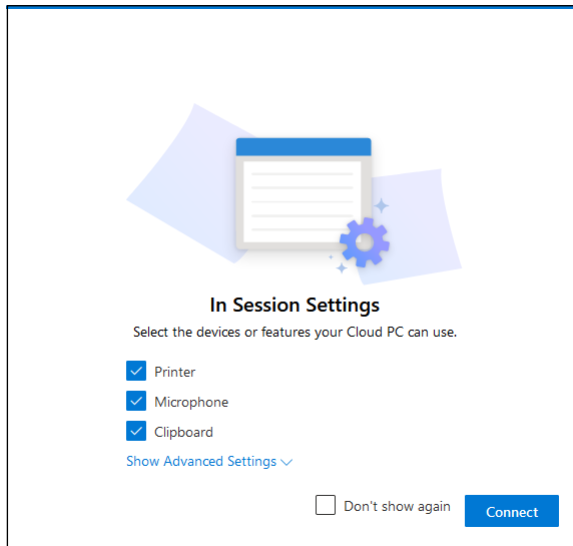 In Session Settings
Select the devices or features your Cloud PC can use.
Printer
Microphone
Clipboard
Show Advanced Settings
Don't show again
Connect